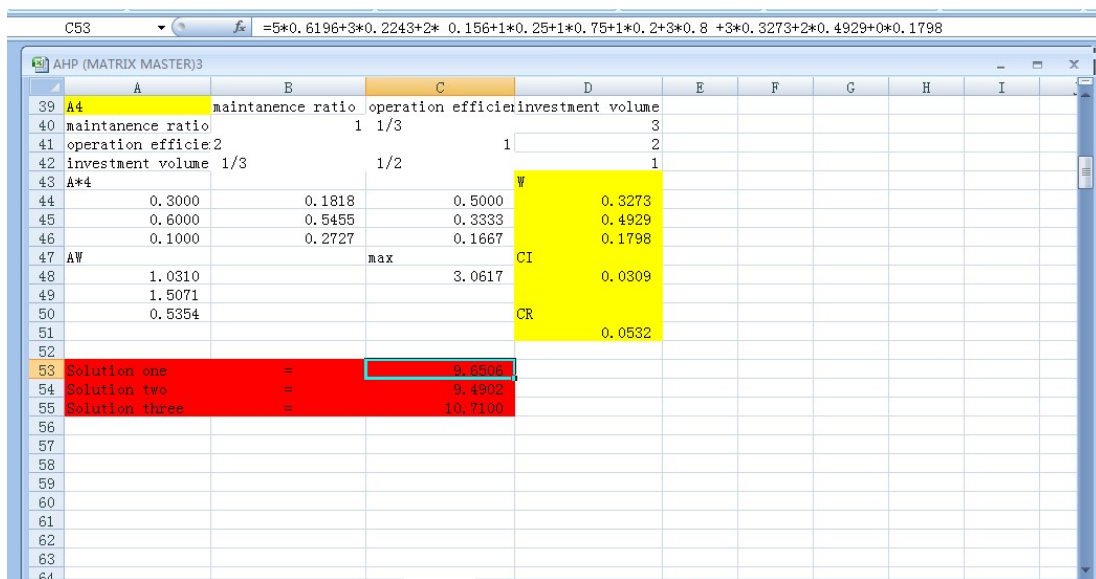 C53 fx =5*0.6196+3*0.2243+2* 0.156+1*0.25+1*0.75+1*0.2+3*0.8 +3*0.3273+2*0.4929+0*0.1798
AHP (MATRIX MASTER)3
A B C D E F G H I
39 A4 maintanence ratio operation efficien investment volume
40 maintanence ratio 1 1/3 3
41 operation efficie 2 1 2
42 investment volume 1/3 1/2 1
43 A*4 W
44 0.3000 0.1818 0.5000 0.3273
45 0.6000 0.5455 0.3333 0.4929
46 0.1000 0.2727 0.1667 0.1798
47 AW max CI
48 1.0310 3.0617 0.0309
49 1.5071
50 0.5354 CR
51 0.0532
52
53 Solution one = 9.6506
54 Solution two = 9.4902
55 Solution three = 10.7100
56
57
58
59
60
61
62
63
64